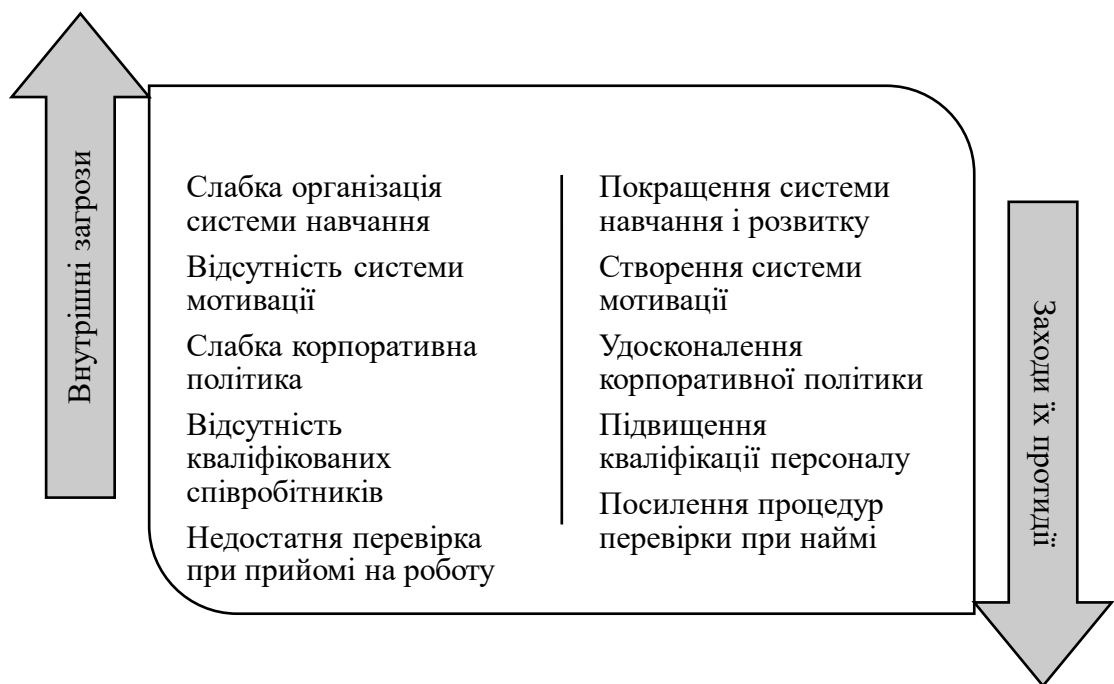 Внутрішні загрози
Слабка організація
системи навчання
Відсутність системи
мотивації
Слабка корпоративна
політика
Відсутність
кваліфікованих
співробітників
Недостатня перевірка
при прийомі на роботу
Покращення системи
навчання і розвитку
Створення системи
мотивації
Удосконалення
корпоративної політики
Підвищення
кваліфікації персоналу
Посилення процедур
перевірки при наймі
Заходи їх протидії